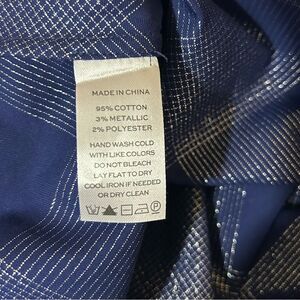 MADE IN CHINA
95% COTTON
3% METALLIC
2% POLYESTER
HAND WASH COLD
WITH LIKE COLORS
DO NOT BLEACH
LAY FLAT TO DRY
COOL IRON IF NEEDED
OR DRY CLEAN